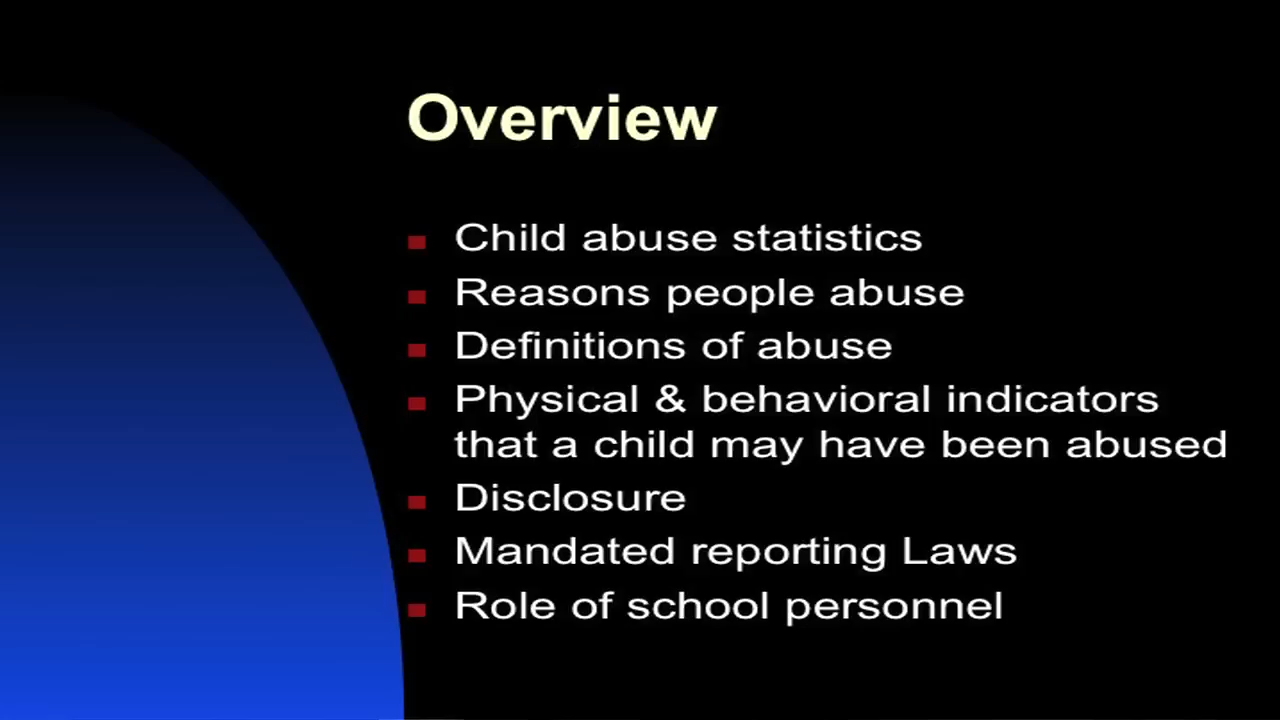 Overview
Child abuse statistics
Reasons people abuse
Definitions of abuse
Physical & behavioral indicators
that a child may have been abused
Disclosure
Mandated reporting Laws
Role of school personnel